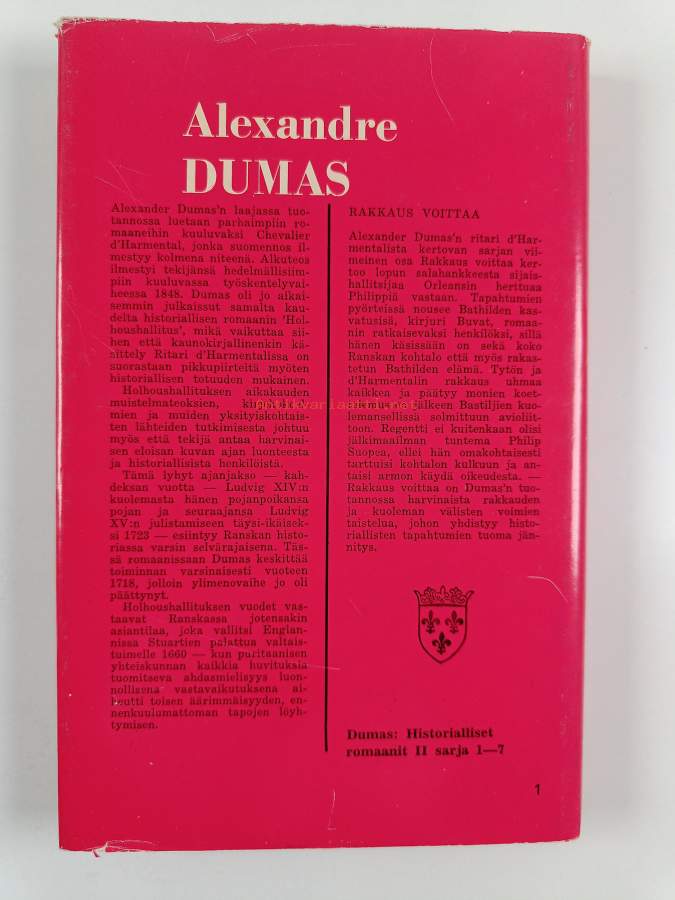 Alexandre
DUMAS
Alexander Dumas'n laajassa tuo-
tannossa luetaan parhaimpiin ro-
maaneihin kuuluvaksi Chevalier
d'Harmental, jonka suomennos il-
mestyy kolmena niteenä. Alkuteos
ilmestyi tekijänsä hedelmällisim-
piin kuuluvassa työskentelyvai-
heessa 1848. Dumas oli jo aikai-
semmin julkaissut samalta kau-
delta historiallisen romaanin 'Hol-
houshallitus', mikä vaikuttaa sii-
hen että kaunokirjallinenkin kä-
sittely Ritari d'Harmentalissa on
suorastaan pikkupiirteitä myöten
historiallisen totuuden mukainen.
Holhoushallituksen aikakauden
muistelmateoksien,
mien ja muiden yksityiskohtais-
ten lähteiden tutkimisesta johtuu
myös että tekijä antaa harvinai-
sen eloisan kuvan ajan luonteesta
ja historiallisista henkilöistä.
Tämä lyhyt ajanjakso — kah-
deksan vuotta — Ludvig XIV:n
kuolemasta hänen pojanpoikansa
pojan ja seuraajansa Ludvig
XV:n julistamiseen täysi-ikäisek-
si 1723 — esiintyy Ranskan histo-
riassa varsin selvärajaisena. Täs-
sä romaanissaan Dumas keskittää
toiminnan varsinaisesti vuoteen
1718, jolloin ylimenovaihe jo oli
päättynyt.
Holhoushallituksen vuodet vas-
taavat Ranskassa jotensakin
asiantilaa, joka vallitsi Englan-
nissa Stuartien palattua valtais-
tuimelle 1660 — kun puritaanisen
yhteiskunnan kaikkia huvituksia
tuomitseva ahdasmielisyys luon-
nollisena vastavaikutuksena ai-
heutti toisen äärimmäisyyden, en-
nenkuulumattoman tapojen löyh-
tymisen.
RAKKAUS VOITTAA
Alexander Dumas'n ritari d'Har-
mentalista kertovan sarjan vii-
meinen osa Rakkaus voittaa ker-
too lopun salahankkeesta sijais-
hallitsijaa Orleansin herttuaa
Philippiä vastaan. Tapahtumien
pyörteissä nousee Bathilden kas-
vatusisä, kirjuri Buvat, romaa-
nin ratkaisevaksi henkilöksi, sillä
hänen käsissään on sekä koko
Ranskan kohtalo että myös rakas-
tetun Bathilden elämä. Tytön ja
d'Harmentalin rakkaus uhmaa
kaikkea ja päätyy monien koet-
telemusten jälkeen Bastiljien kuo-
lemansellissä solmittuun avioliit-
toon. Regentti ei kuitenkaan olisi
jälkimaailman tuntema Philip
Suopea, ellei hän omakohtaisesti
tarttuisi kohtalon kulkuun ja an-
taisi armon käydä oikeudesta. —
Rakkaus voittaa on Dumas'n tuo-
tannossa harvinaista rakkauden
ja kuoleman välisten voimien
taistelua, johon yhdistyy histo-
riallisten tapahtumien tuoma jän-
nitys.
Dumas: Historialliset
romaanit II sarja 1—7
1